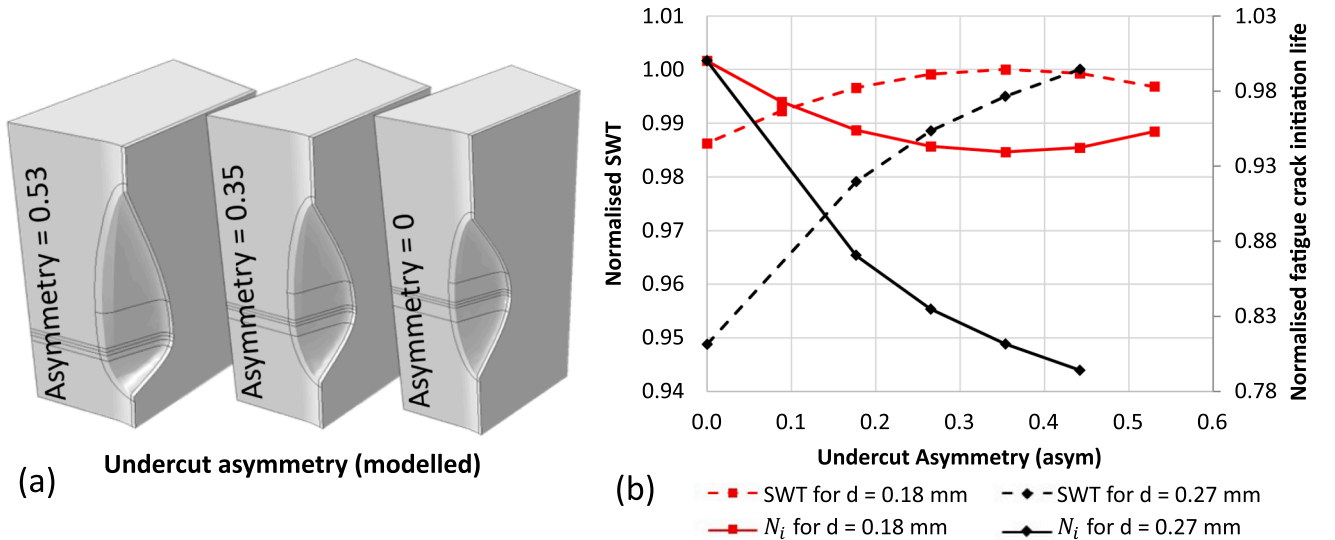 Asymmetry = 0.53
Asymmetry = 0.35
Asymmetry = 0
Undercut asymmetry (modelled)
(a)
Normalised SWT
1.01
1.00
0.99
0.98
0.97
0.96
0.95
0.94
0.0 0.1 0.2 0.3 0.4 0.5 0.6
Undercut Asymmetry (asym)
1.03
0.98
0.93
0.88
0.83
0.78
Normalised fatigue crack initiation life
(b)
SWT for d = 0.18 mm
SWT for d = 0.27 mm
N_i for d = 0.18 mm
N_i for d = 0.27 mm